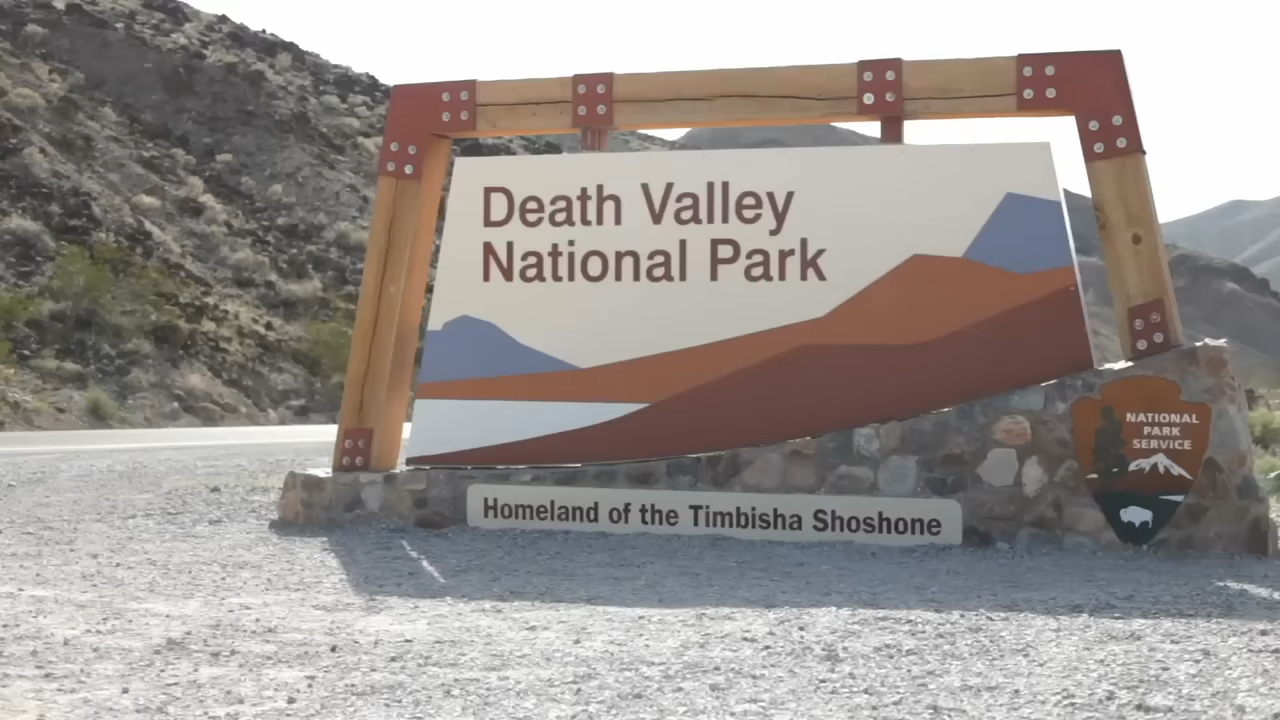 Death Valley
National Park
NATIONAL
PARK
SERVICE
Homeland of the Timbisha Shoshone